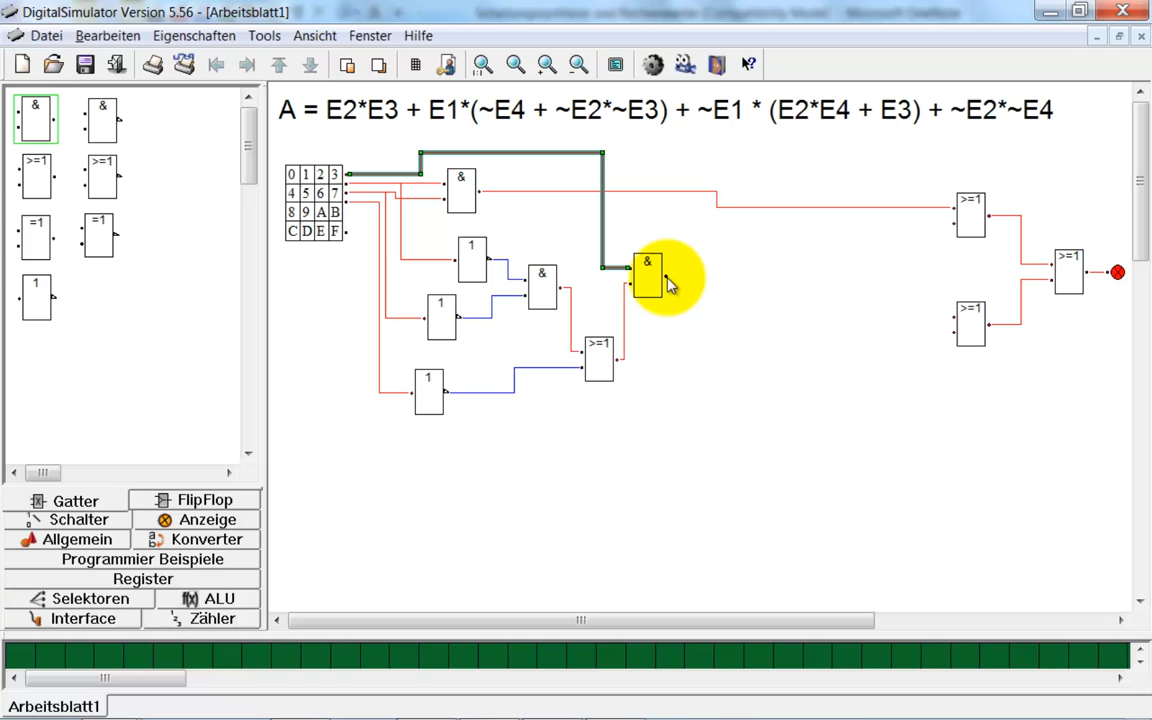 DigitalSimulator Version 5.56 - [Arbeitsblatt1]
Datei Bearbeiten Eigenschaften Tools Ansicht Fenster Hilfe
A = E2*E3 + E1*(~E4 + ~E2*~E3) + ~E1 * (E2*E4 + E3) + ~E2*~E4
& &
>=1 >=1
=1 =1
1
0 1 2 3
4 5 6 7
8 9 A B
C D E F
&
1
&
1
1
>=1
&
>=1
>=1
>=1
Gatter FlipFlop
Schalter Anzeige
Allgemein Konverter
Programmier Beispiele
Register
Selektoren f(x) ALU
Interface Zähler
Arbeitsblatt1